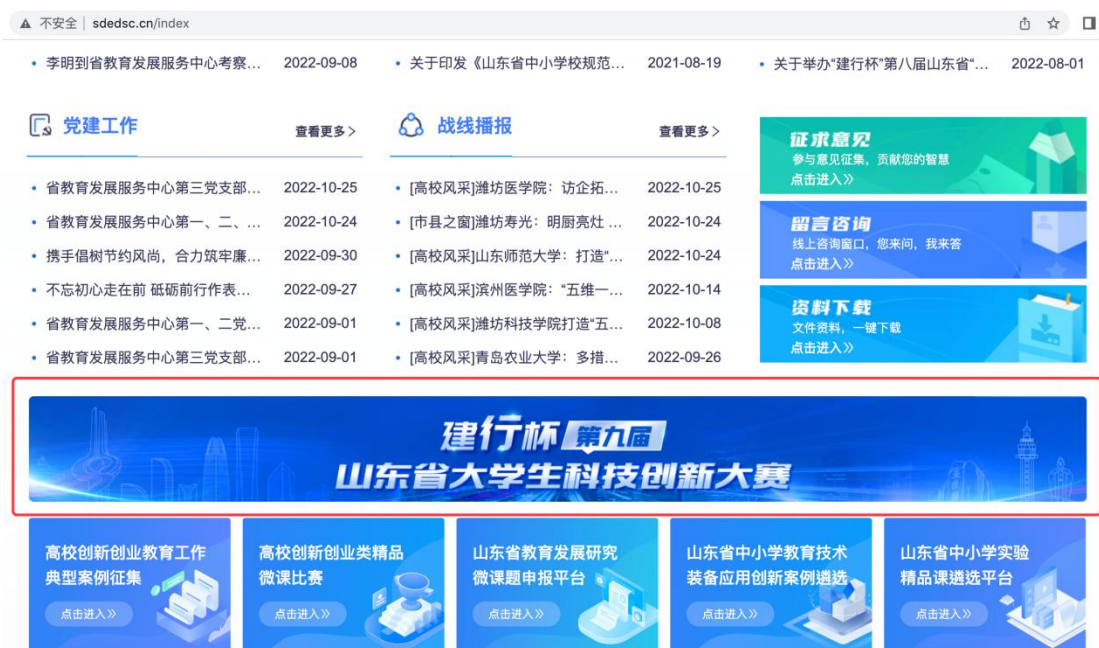 不安全 | sdedsc.cn/index
李明到省教育发展服务中心考察… 2022-09-08
关于印发《山东省中小学校规范… 2021-08-19
关于举办“建行杯”第八届山东省“… 2022-08-01
党建工作 查看更多>
省教育发展服务中心第三党支部… 2022-10-25
省教育发展服务中心第一、二、… 2022-10-24
携手倡树节约风尚，合力筑牢廉… 2022-09-30
不忘初心走在前 砥砺前行作表… 2022-09-27
省教育发展服务中心第一、二党… 2022-09-01
省教育发展服务中心第三党支部… 2022-09-01
战线播报 查看更多>
[高校风采]潍坊医学院：访企拓… 2022-10-25
[市县之窗]潍坊寿光：明厨亮灶 … 2022-10-24
[高校风采]山东师范大学：打造“… 2022-10-24
[高校风采]滨州医学院：“五维一… 2022-10-14
[高校风采]潍坊科技学院打造“五… 2022-10-08
[高校风采]青岛农业大学：多措… 2022-09-26
征求意见
参与意见征集，贡献您的智慧
点击进入》
留言咨询
线上咨询窗口，您来问，我来答
点击进入》
资料下载
文件资料，一键下载
点击进入》
建行杯 第九届
山东省大学生科技创新大赛
高校创新创业教育工作
典型案例征集
点击进入》
高校创新创业类精品
微课比赛
点击进入》
山东省教育发展研究
微课题申报平台
点击进入》
山东省中小学教育技术
装备应用创新案例遴选
点击进入》
山东省中小学实验
精品课遴选平台
点击进入》